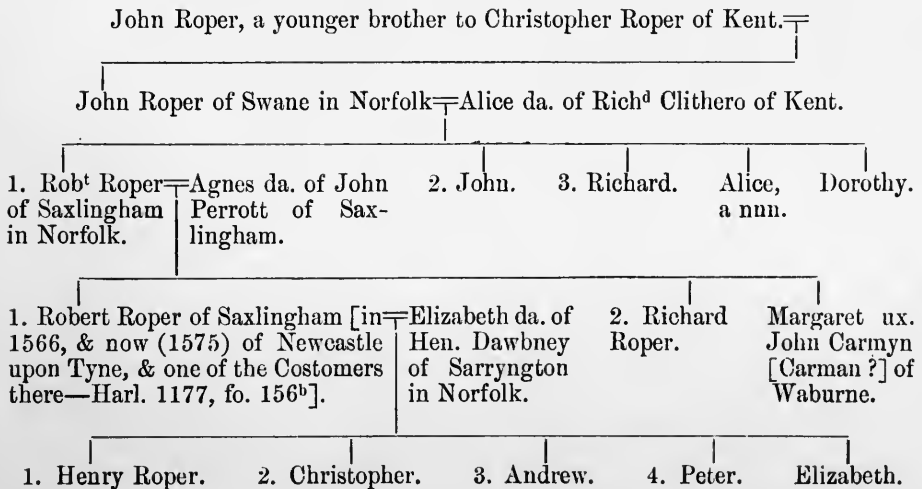 John Roper, a younger brother to Christopher Roper of Kent.
John Roper of Swane in Norfolk Alice da. of Richᵈ Clithero of Kent.
1. Robᵗ Roper
of Saxlingham
in Norfolk.
Agnes da. of John
Perrott of Sax-
lingham.
2. John.
3. Richard.
Alice,
a nun.
Dorothy.
1. Robert Roper of Saxlingham [in
1566, & now (1575) of Newcastle
upon Tyne, & one of the Costomers
there—Harl. 1177, fo. 156ᵇ].
Elizabeth da. of
Hen. Dawbney
of Sarryngton
in Norfolk.
2. Richard
Roper.
Margaret ux.
John Carmyn
[Carman ?] of
Waburne.
1. Henry Roper. 2. Christopher. 3. Andrew. 4. Peter. Elizabeth.